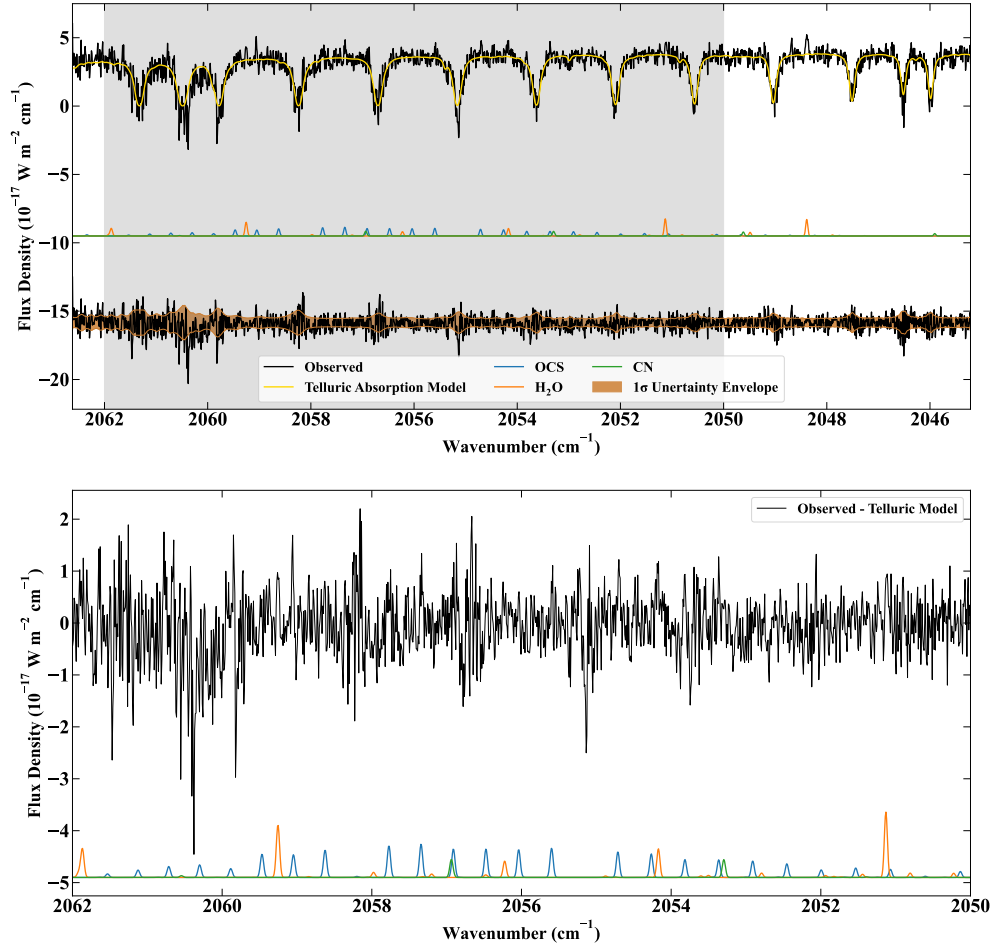 5
0
−5
−10
−15
−20
Flux Density (10⁻¹⁷ W m⁻² cm⁻¹)
Observed
Telluric Absorption Model
OCS
H₂O
CN
1σ Unertainty Envelope
2062 2060 2058 2056 2054 2052 2050 2048 2046
Wavenumber (cm⁻¹)
Observed - Telluric Model
2
1
0
−1
−2
−3
−4
−5
Flux Density (10⁻¹⁷ W m⁻² cm⁻¹)
2062 2060 2058 2056 2054 2052 2050
Wavenumber (cm⁻¹)